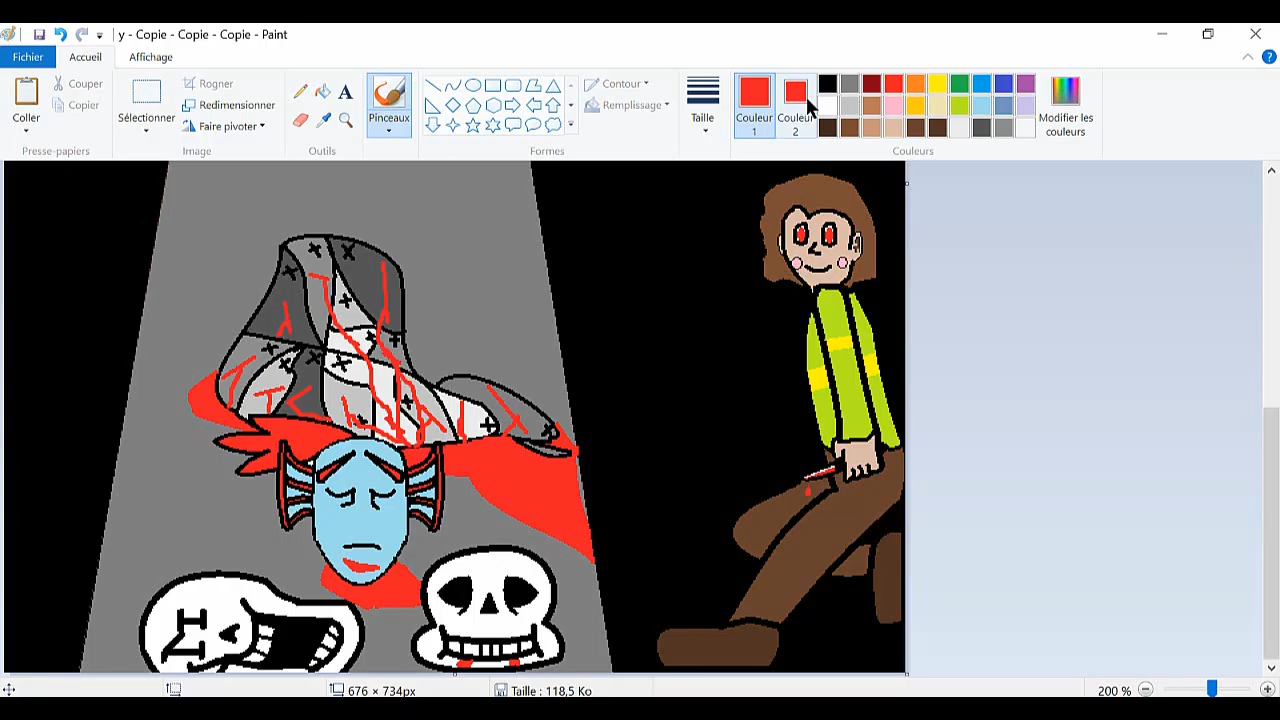 y - Copie - Copie - Copie - Paint
Fichier
Accueil
Affichage
Coller
Couper
Copier
Presse-papiers
Sélectionner
Rogner
Redimensionner
Faire pivoter
Image
A
Outils
Pinceaux
Formes
Contour
Remplissage
Taille
Couleur
1
Couleur
2
Modifier les
couleurs
Couleurs
676 × 734px
Taille : 118,5 Ko
200 %